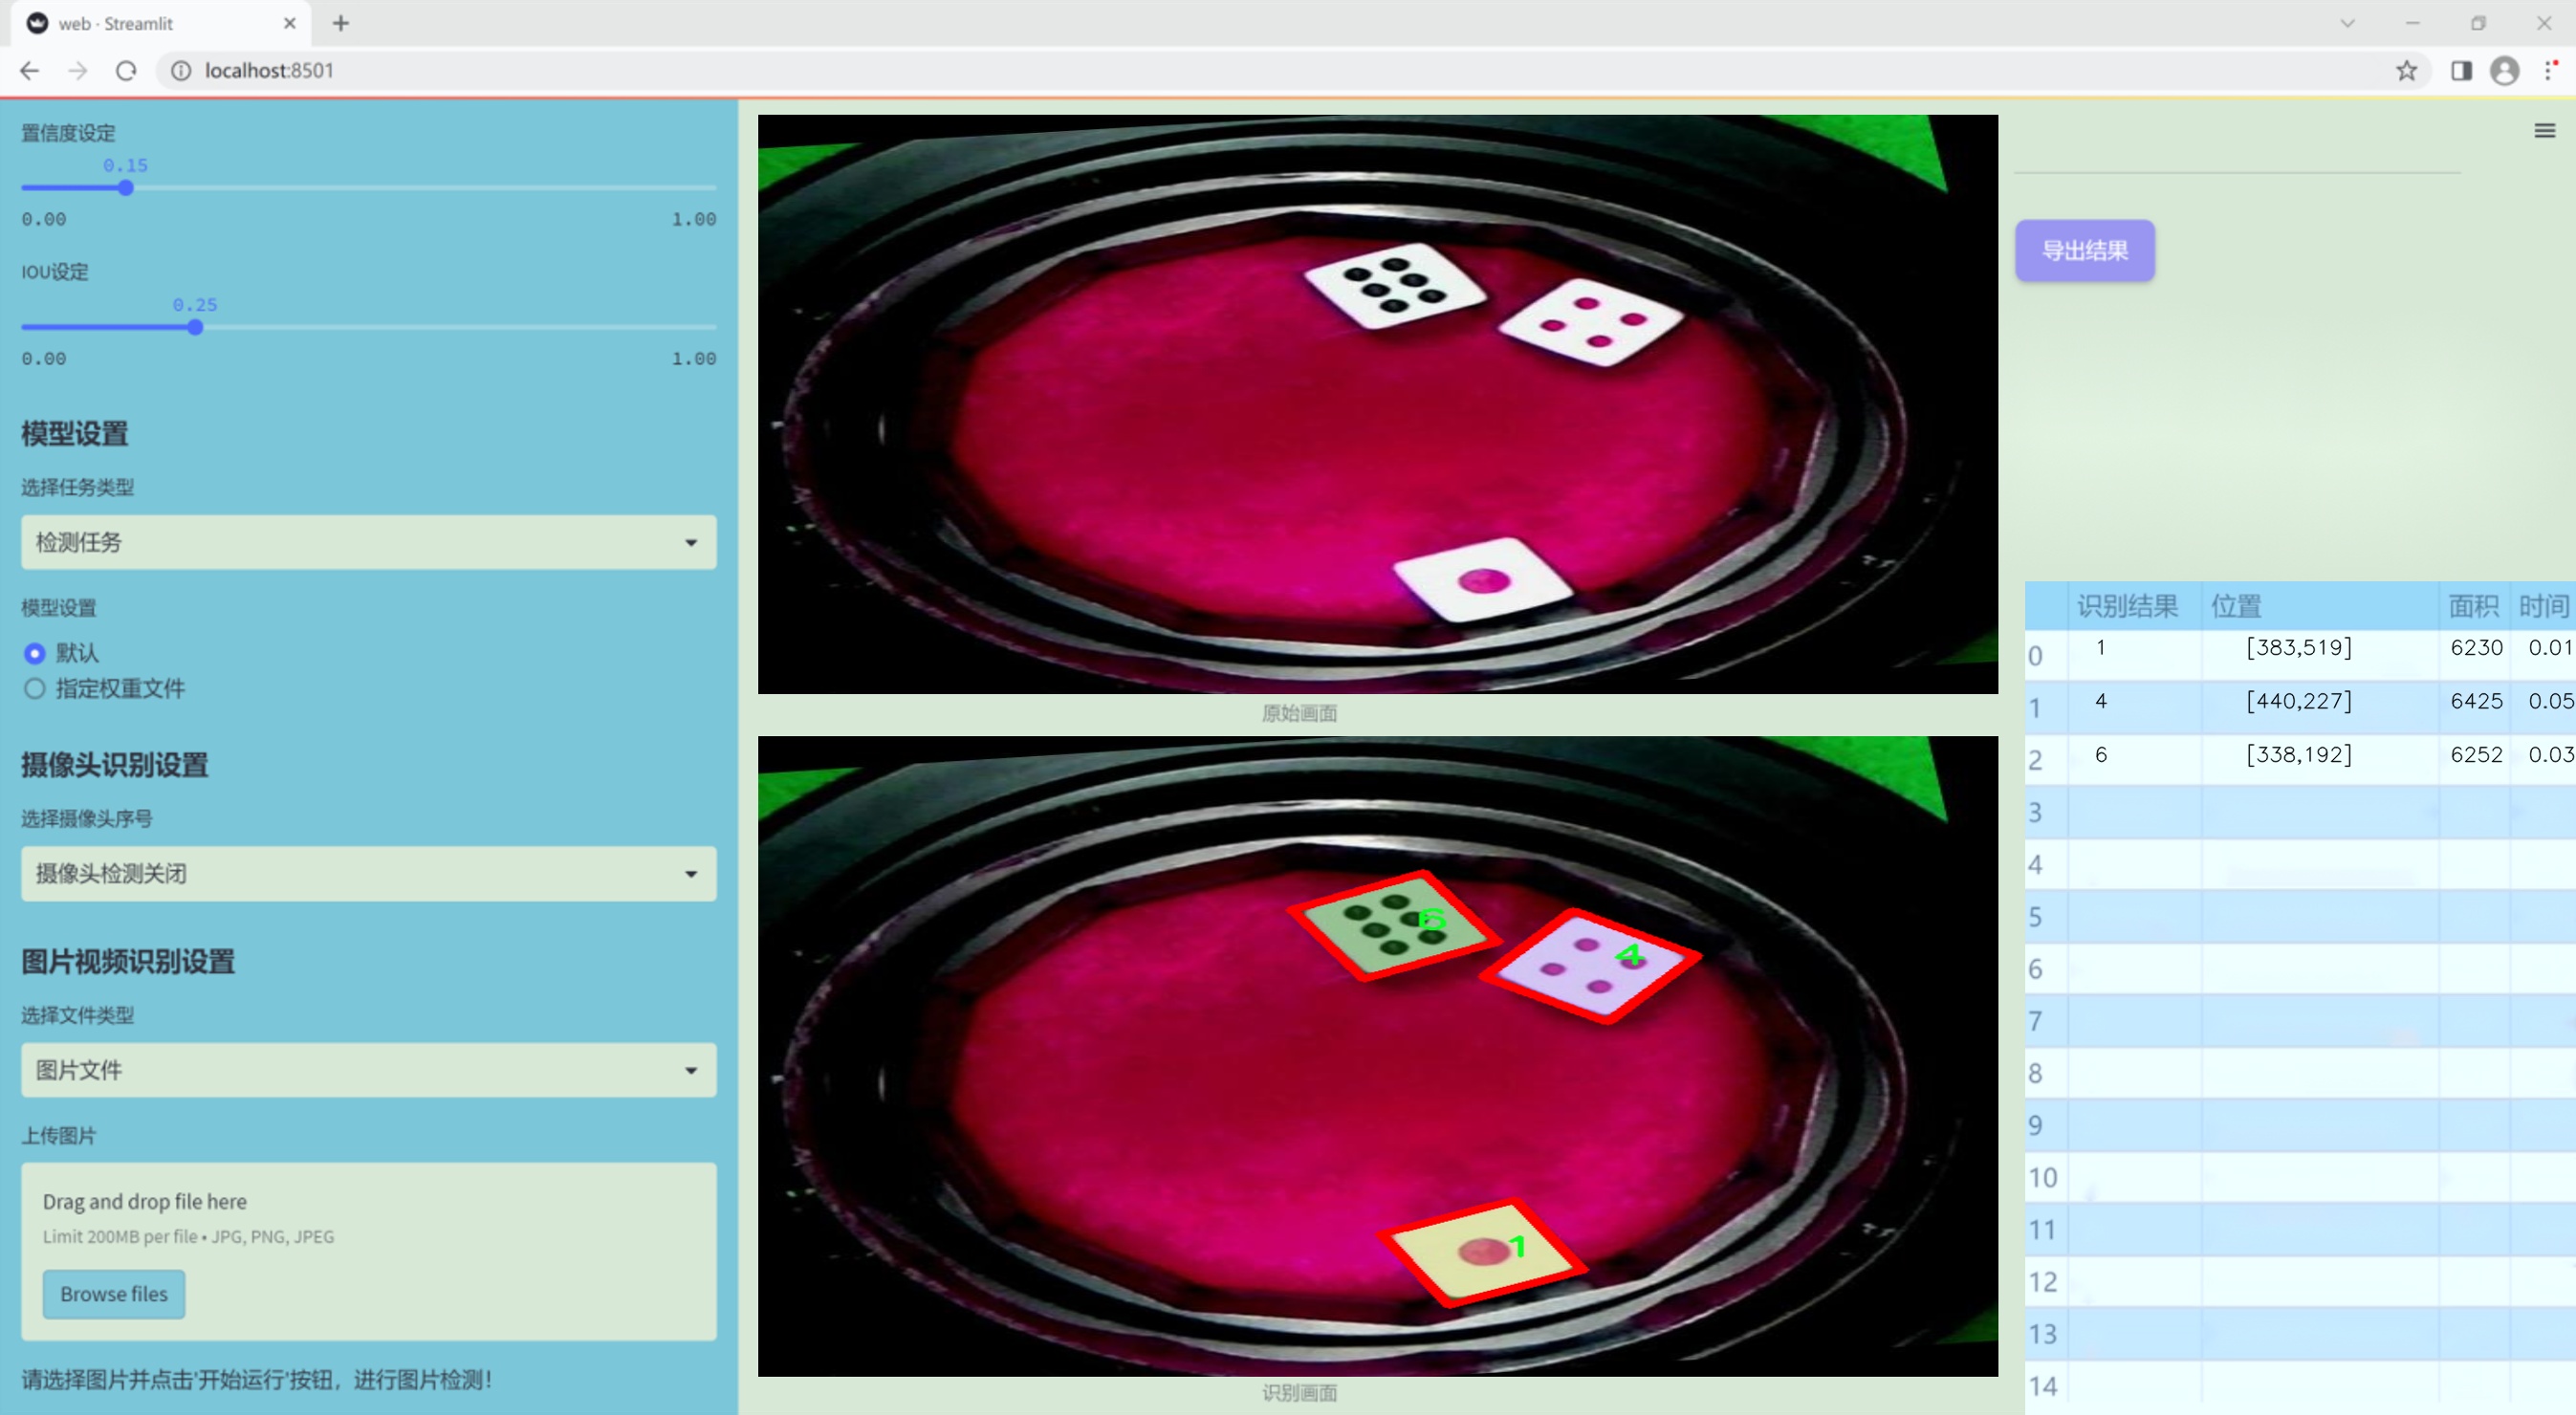 web · Streamlit
localhost:8501
置信度设定
0.15
0.00 1.00
IOU设定
0.25
0.00 1.00
模型设置
选择任务类型
检测任务
模型设置
默认
指定权重文件
摄像头识别设置
选择摄像头序号
摄像头检测关闭
图片视频识别设置
选择文件类型
图片文件
上传图片
Drag and drop file here
Limit 200MB per file • JPG, PNG, JPEG
Browse files
请选择图片并点击'开始运行'按钮，进行图片检测!
原始画面
6
4
1
识别画面
导出结果
识别结果 位置 面积 时间
0 1 [383,519] 6230 0.01
1 4 [440,227] 6425 0.05
2 6 [338,192] 6252 0.03
3
4
5
6
7
8
9
10
11
12
13
14